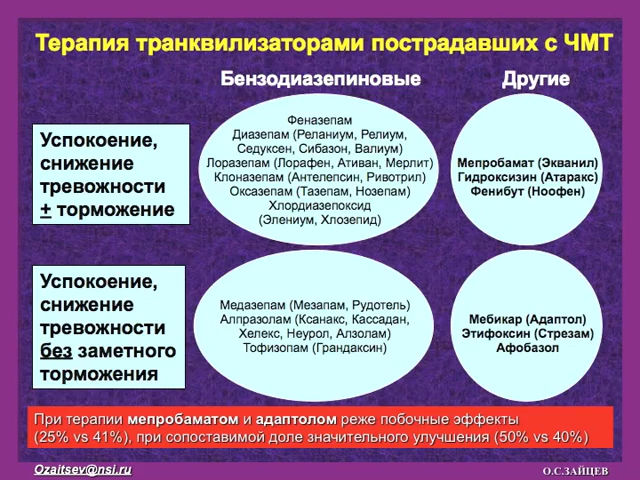 Терапия транквилизаторами пострадавших с ЧМТ
Бензодиазепиновые
Другие
Успокоение,
снижение
тревожности
+ торможение
Феназепам
Диазепам (Реланиум, Релиум,
Седуксен, Сибазон, Валиум)
Лоразепам (Лорафен, Ативан, Мерлит)
Клоназепам (Антелепсин, Ривотрил)
Оксазепам (Тазепам, Нозепам)
Хлордиазепоксид
(Элениум, Хлозепид)
Мепробамат (Экванил)
Гидроксизин (Атаракс)
Фенибут (Ноофен)
Успокоение,
снижение
тревожности
без заметного
торможения
Медазепам (Мезапам, Рудотель)
Алпразолам (Ксанакс, Кассадан,
Хелекс, Неурол, Алзолам)
Тофизопам (Грандаксин)
Мебикар (Адаптол)
Этифоксин (Стрезам)
Афобазол
При терапии мепробаматом и адаптолом реже побочные эффекты
(25% vs 41%), при сопоставимой доле значительного улучшения (50% vs 40%)
Ozaitsev@nsi.ru
О.С.ЗАЙЦЕВ